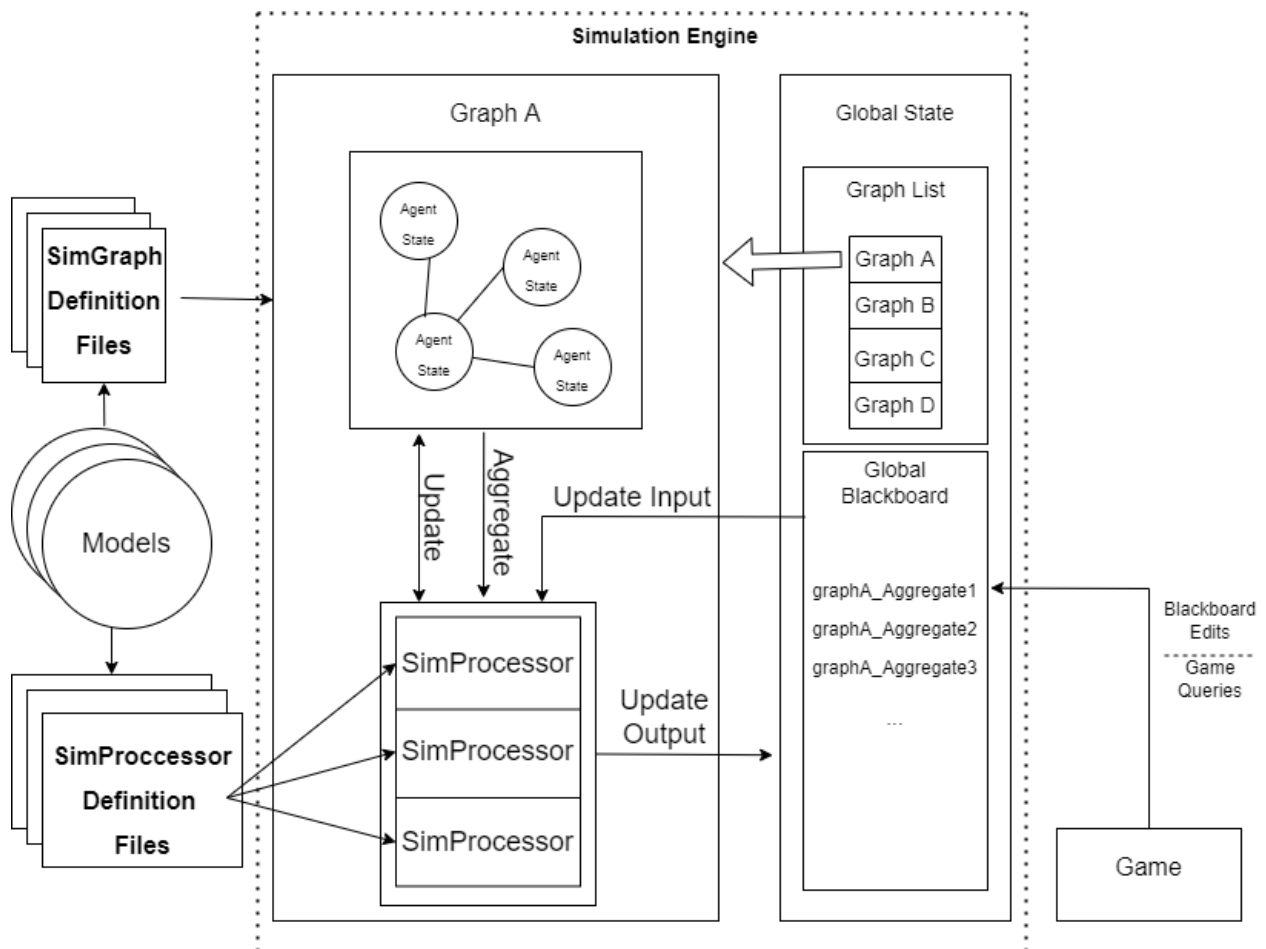 Simulation Engine
Graph A
Agent
State
Agent
State
Agent
State
Agent
State
Update
Aggregate
SimGraph
Definition
Files
Models
SimProccessor
Definition
Files
SimProcessor
SimProcessor
SimProcessor
Update Input
Update
Output
Global State
Graph List
Graph A
Graph B
Graph C
Graph D
Global
Blackboard
graphA_Aggregate1
graphA_Aggregate2
graphA_Aggregate3
...
Blackboard
Edits
Game
Queries
Game